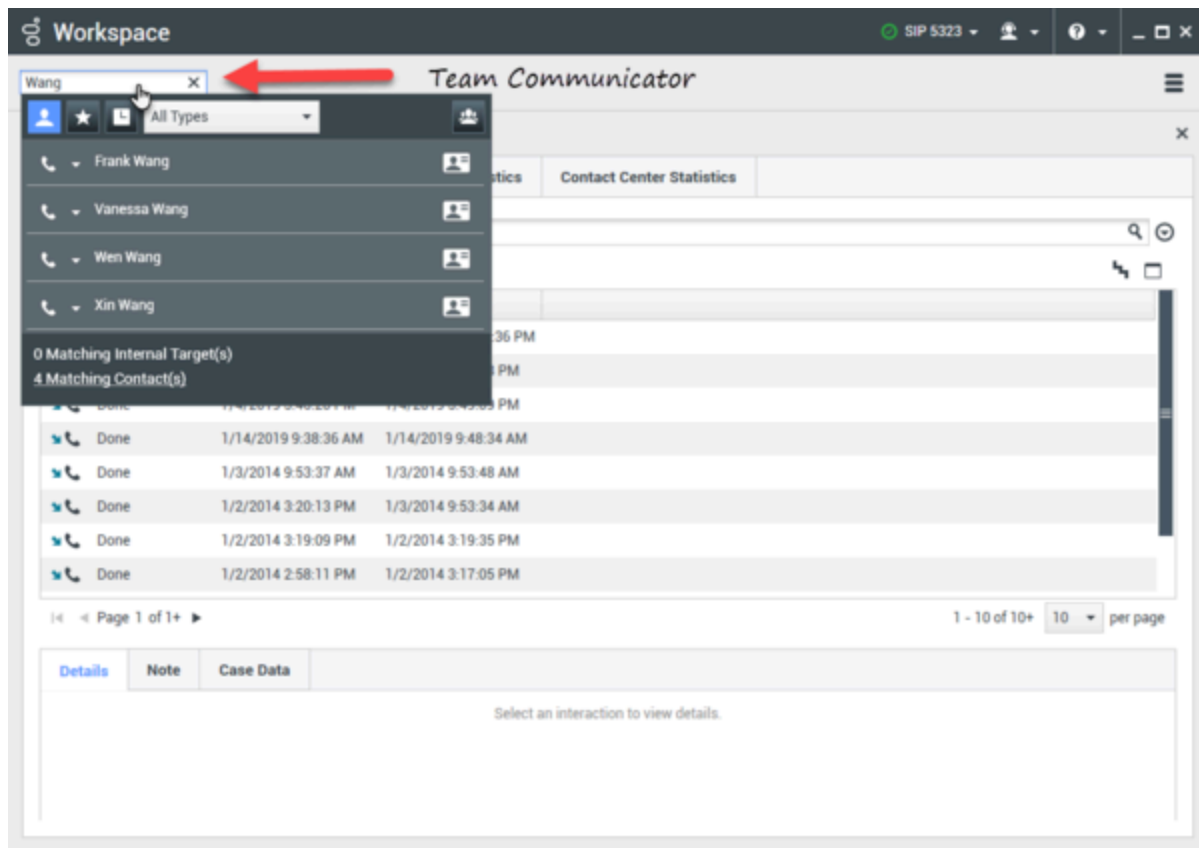 Workspace
SIP 5323
Wang
Team Communicator
All Types
Frank Wang
Vanessa Wang
Wen Wang
Xin Wang
0 Matching Internal Target(s)
4 Matching Contact(s)
stics Contact Center Statistics
:36 PM
PM
PM
Done 1/14/2019 9:38:36 AM 1/14/2019 9:48:34 AM
Done 1/3/2014 9:53:37 AM 1/3/2014 9:53:48 AM
Done 1/2/2014 3:20:13 PM 1/3/2014 9:53:34 AM
Done 1/2/2014 3:19:09 PM 1/2/2014 3:19:35 PM
Done 1/2/2014 2:58:11 PM 1/2/2014 3:17:05 PM
Page 1 of 1+ 1 - 10 of 10+ 10 per page
Details Note Case Data
Select an interaction to view details.